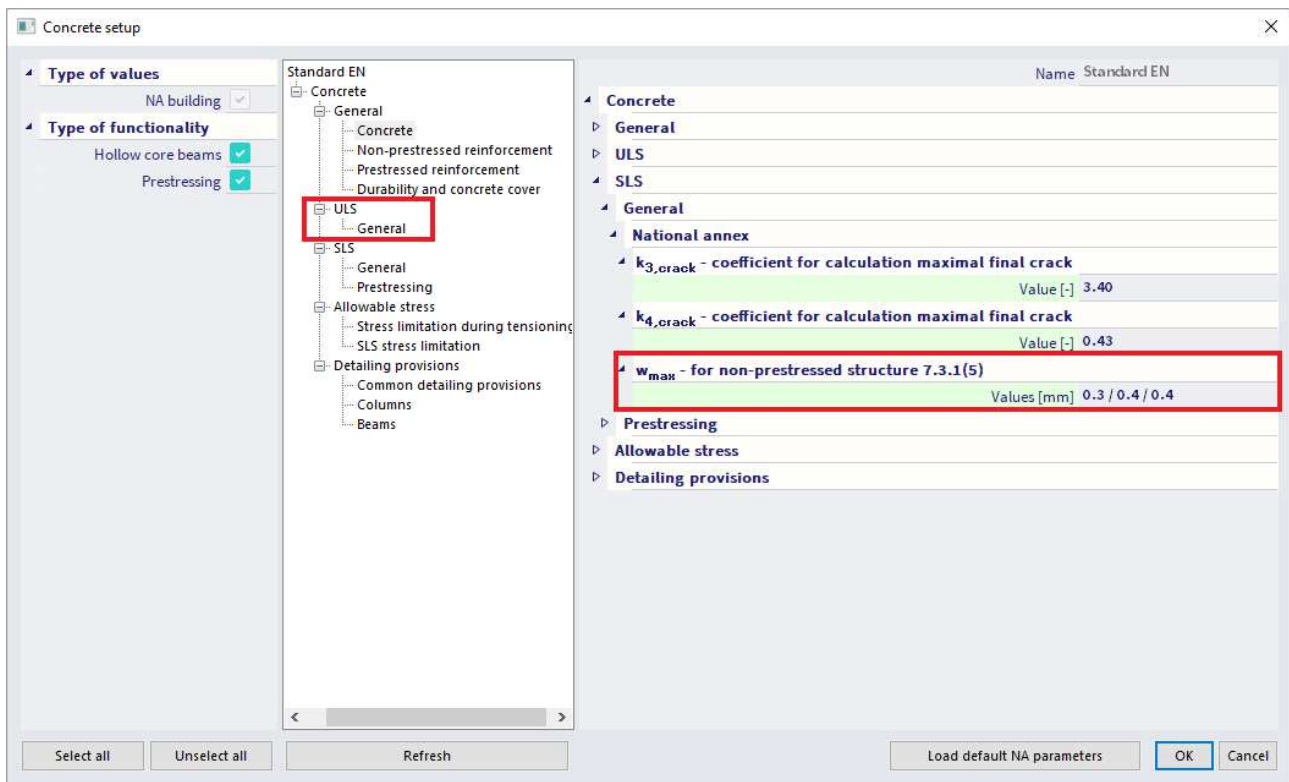 Concrete setup
Type of values
NA building
Type of functionality
Hollow core beams
Prestressing
Standard EN
Concrete
General
Concrete
Non-prestressed reinforcement
Prestressed reinforcement
Durability and concrete cover
ULS
General
SLS
General
Prestressing
Allowable stress
Stress limitation during tensioning
SLS stress limitation
Detailing provisions
Common detailing provisions
Columns
Beams
Name Standard EN
Concrete
General
ULS
SLS
General
National annex
k3,crack - coefficient for calculation maximal final crack
Value [-] 3.40
k4,crack - coefficient for calculation maximal final crack
Value [-] 0.43
wmax - for non-prestressed structure 7.3.1(5)
Values [mm] 0.3 / 0.4 / 0.4
Prestressing
Allowable stress
Detailing provisions
Select all
Unselect all
Refresh
Load default NA parameters
OK
Cancel